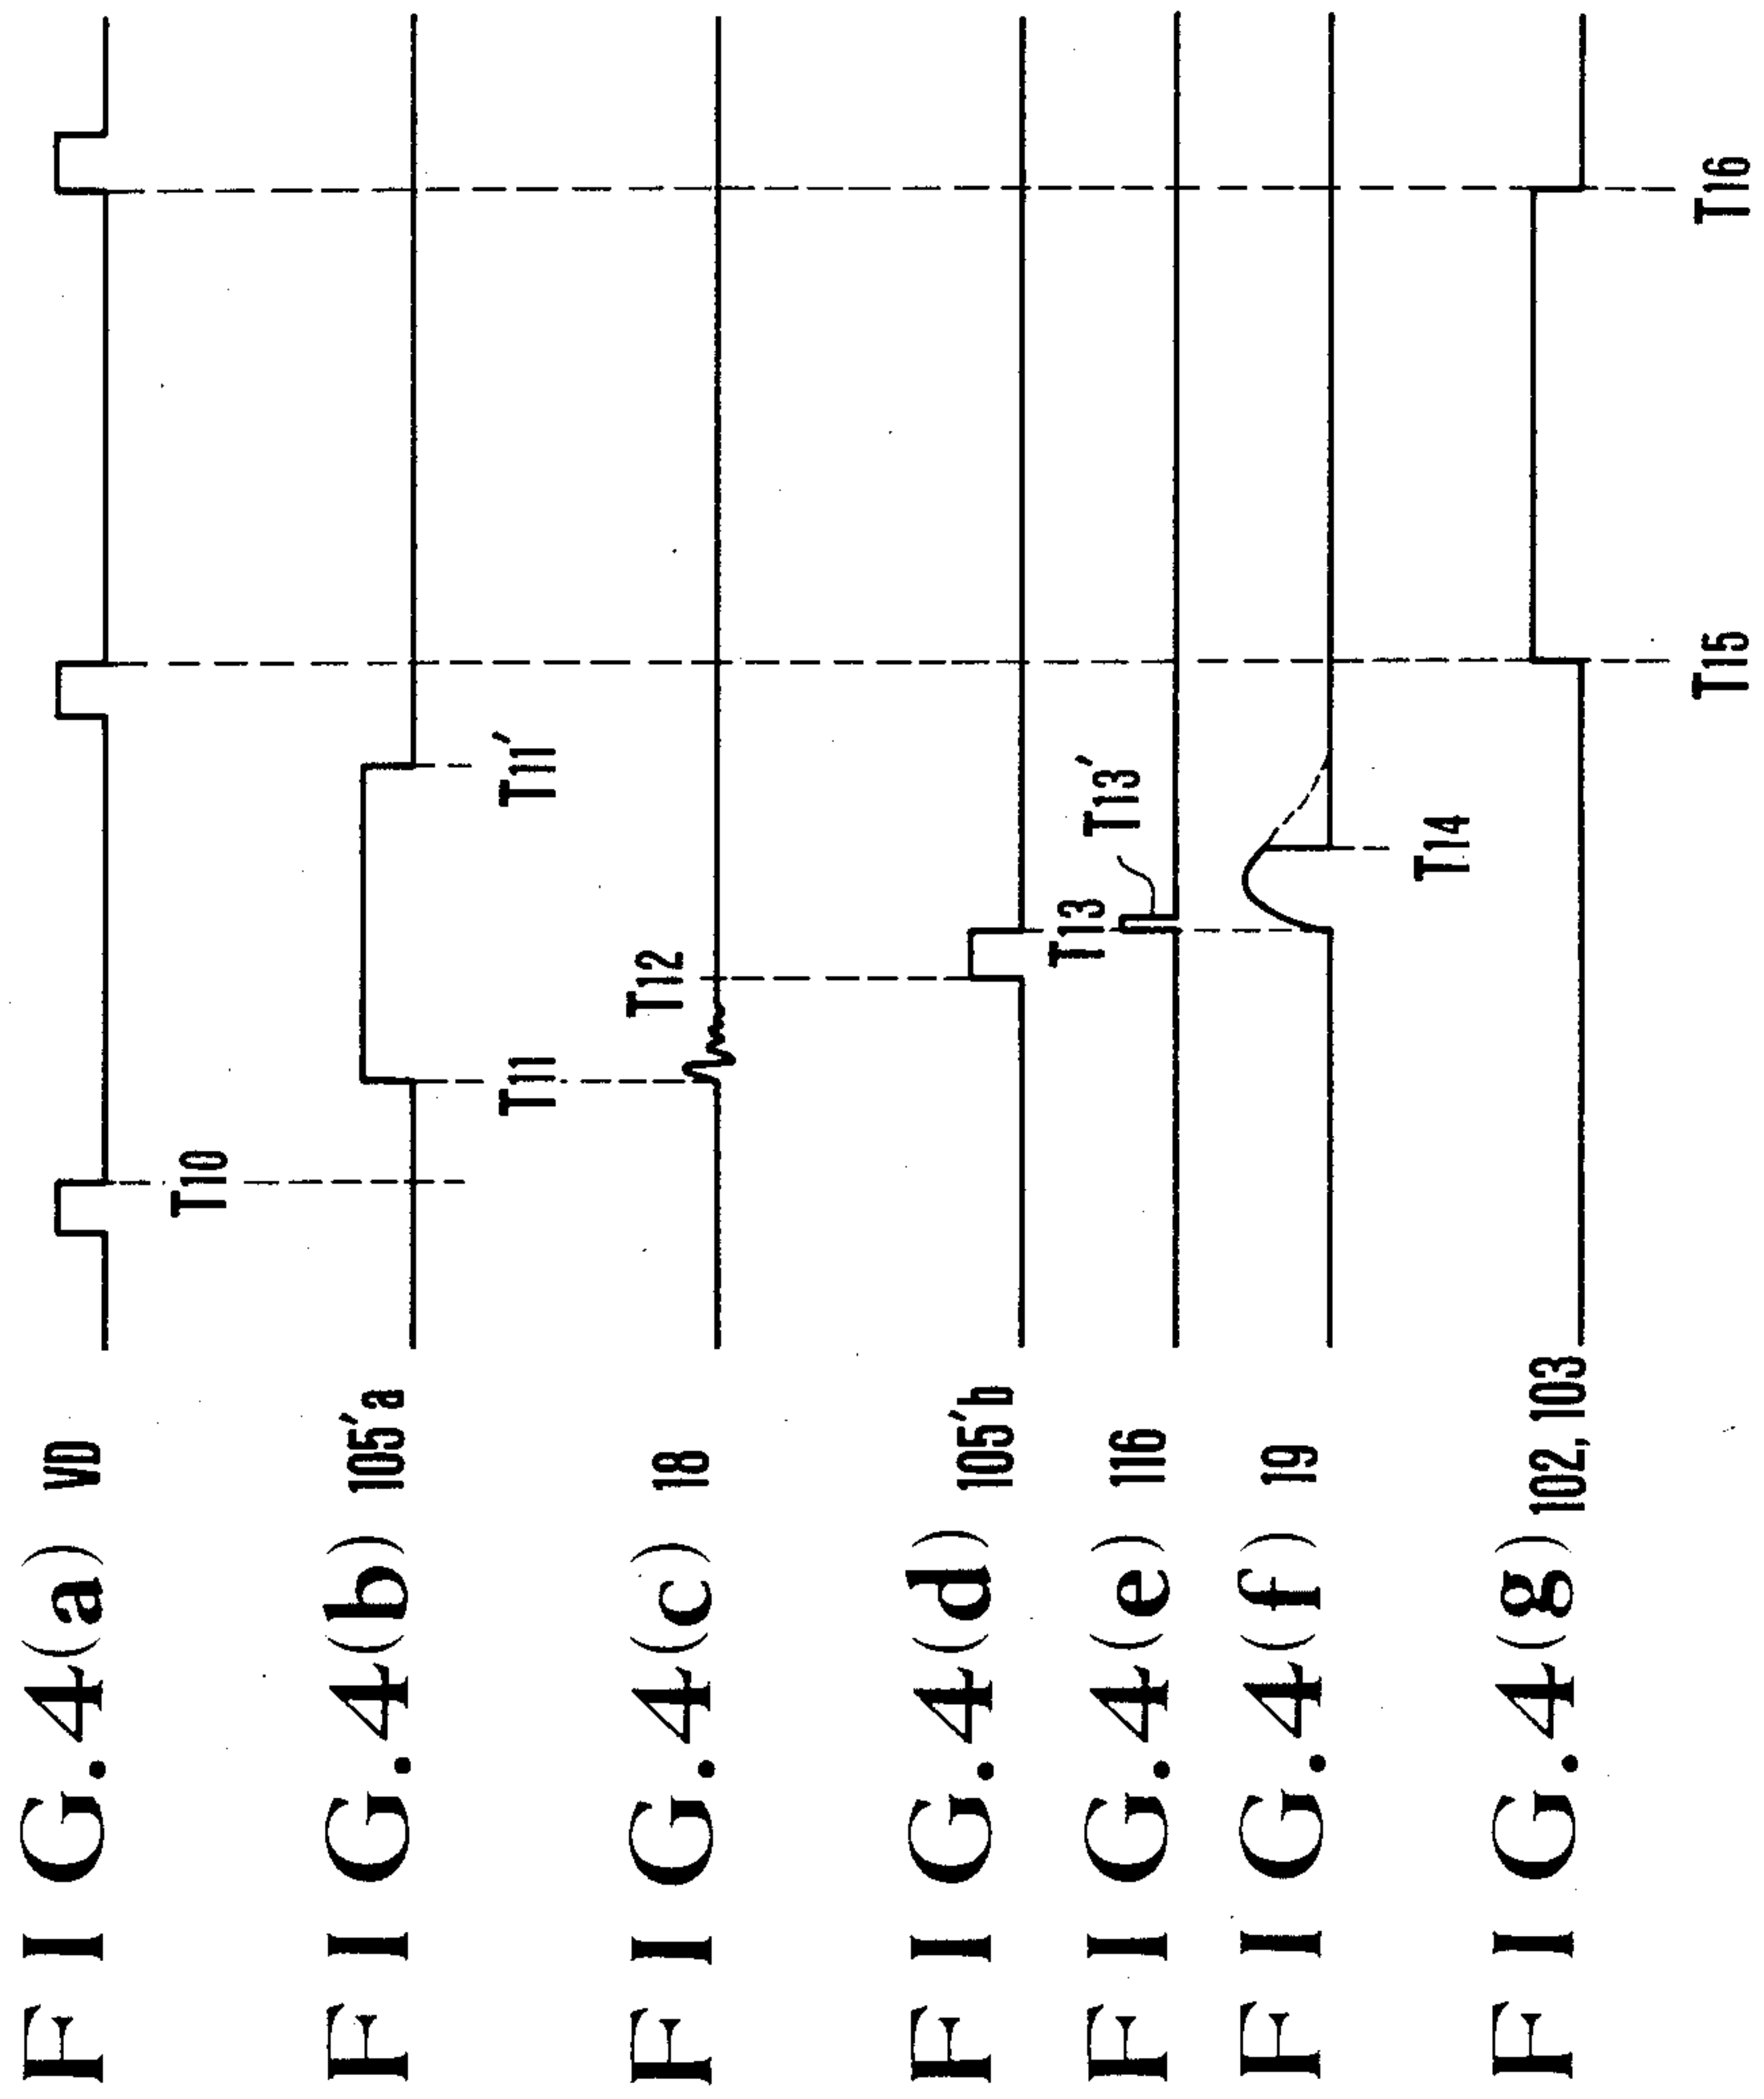 FIG.4(a) VD
T10
FIG.4(b) 105'a
T11 T11'
FIG.4(c) 18
T12
FIG.4(d) 105'b
T13 T13'
FIG.4(e) 116
FIG.4(f) 19
T14
FIG.4(g) 102, 103
T15 T16